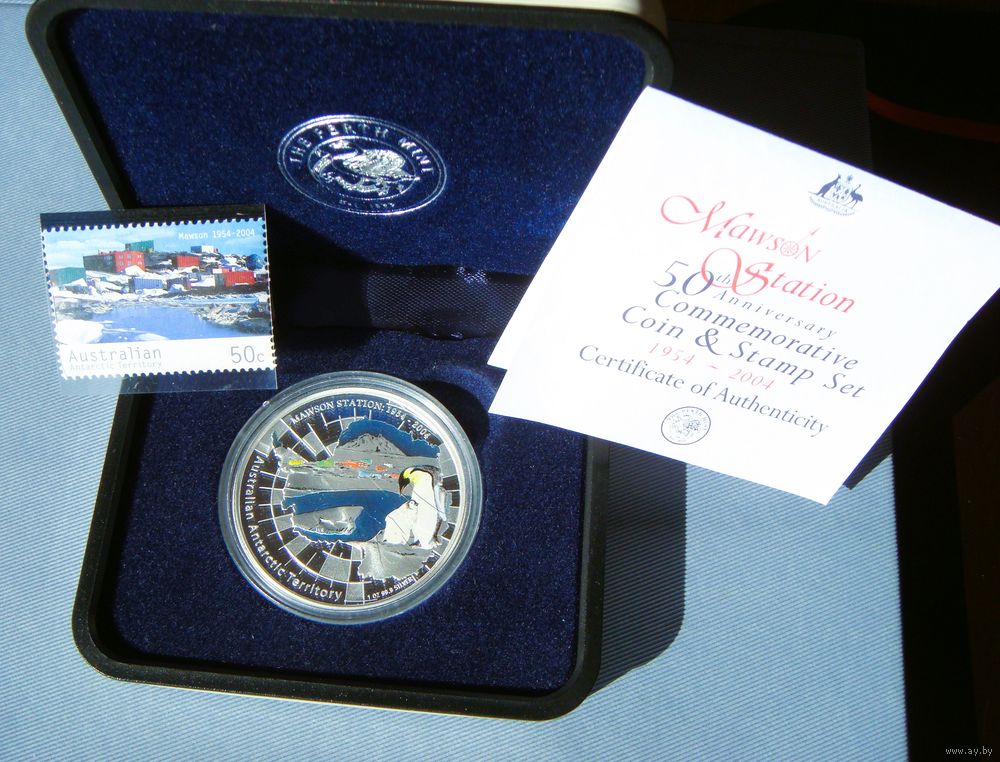 THE PERTH MINT
Mawson 1954-2004
Australian
Antarctic Territory
50c
Mawson
Station
50th
Anniversary
Commemorative
Coin & Stamp Set
1954 - 2004
Certificate of Authenticity
MAWSON STATION: 1954 - 2004
Australian Antarctic Territory
1 OZ 99.9 SILVER
www.ay.by